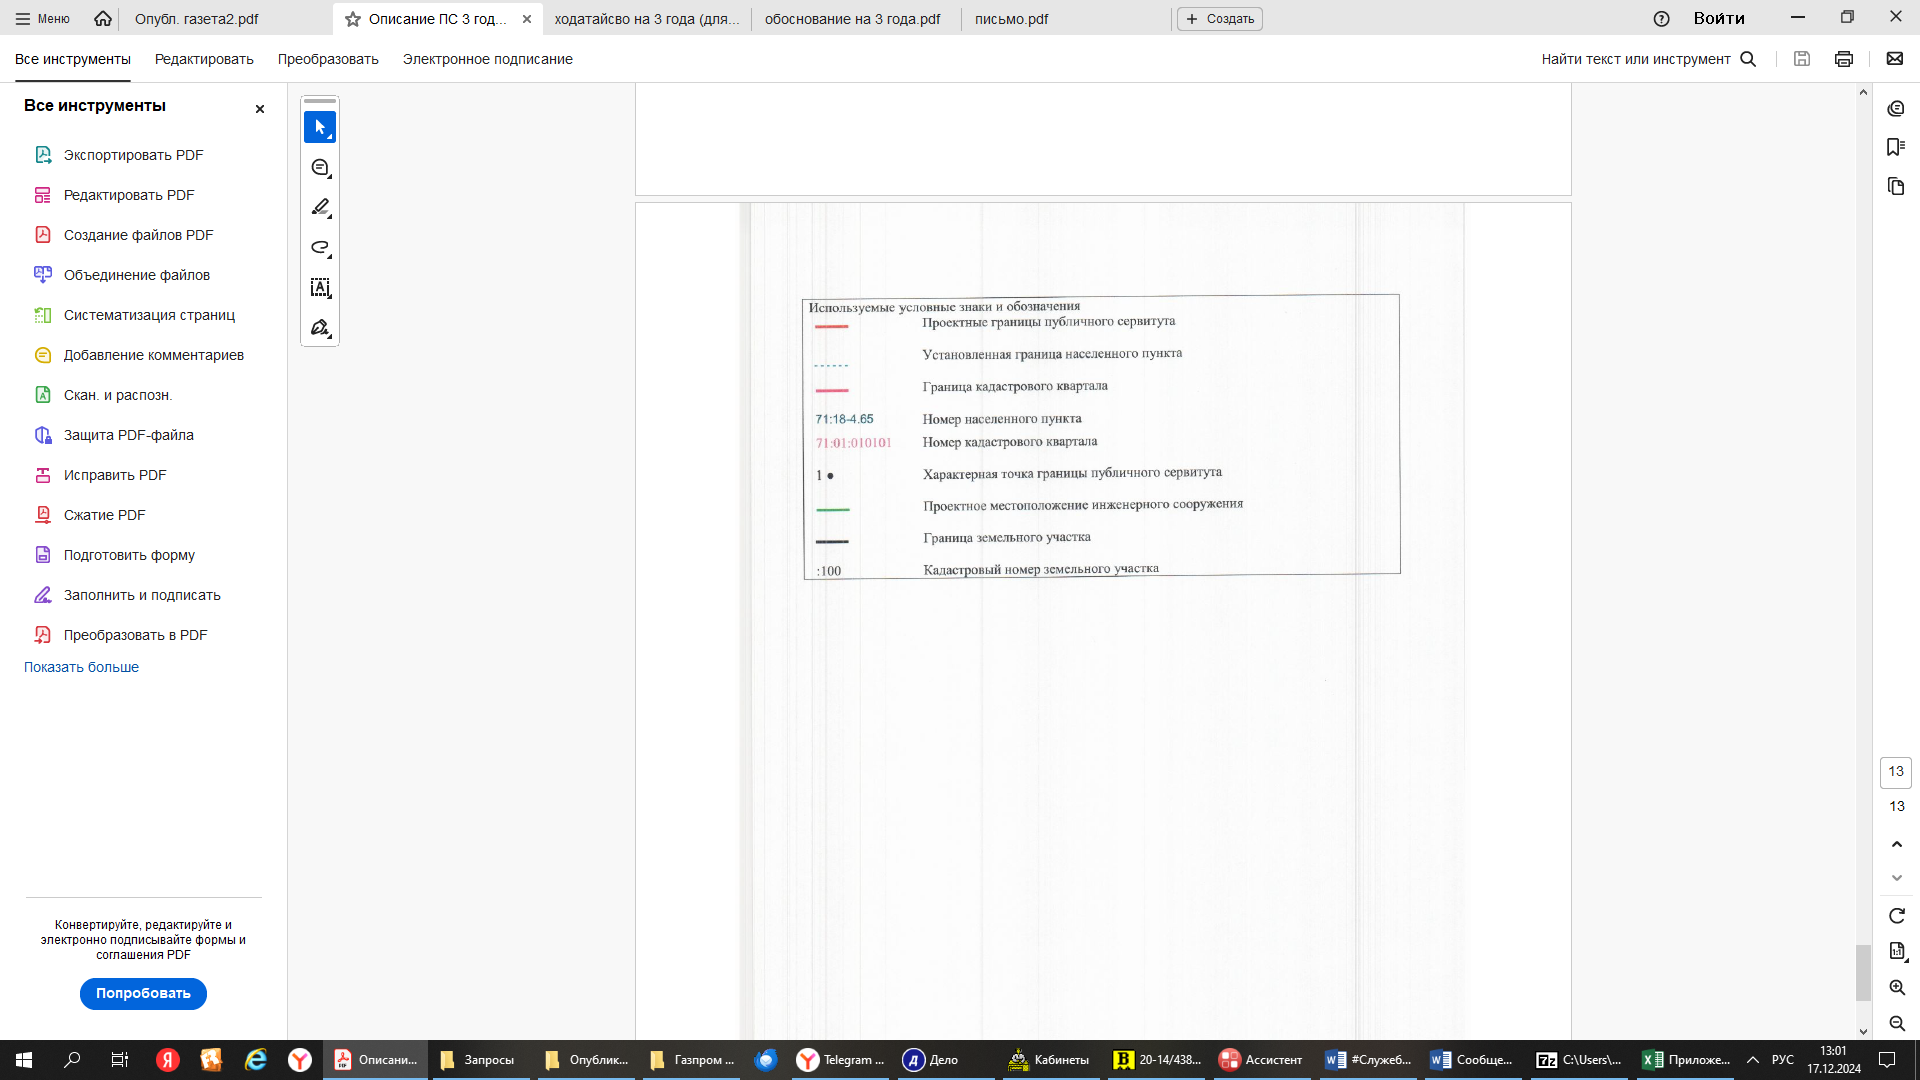 Меню
Опубл. газета2.pdf
Описание ПС 3 год...
ходатайсво на 3 года (для...
обоснование на 3 года.pdf
письмо.pdf
Создать
Войти
Все инструменты
Редактировать
Преобразовать
Электронное подписание
Найти текст или инструмент
Все инструменты
Экспортировать PDF
Редактировать PDF
Создание файлов PDF
Объединение файлов
Систематизация страниц
Добавление комментариев
Скан. и распозн.
Защита PDF-файла
Исправить PDF
Сжатие PDF
Подготовить форму
Заполнить и подписать
Преобразовать в PDF
Показать больше
Конвертируйте, редактируйте и
электронно подписывайте формы и
соглашения PDF
Попробовать
Используемые условные знаки и обозначения
Проектные границы публичного сервитута
Установленная граница населенного пункта
Граница кадастрового квартала
71:18-4.65 Номер населенного пункта
71:01:010101 Номер кадастрового квартала
1 ● Характерная точка границы публичного сервитута
Проектное местоположение инженерного сооружения
Граница земельного участка
:100 Кадастровый номер земельного участка
13
13
Описани...
Запросы
Опублик...
Газпром ...
Telegram ...
Дело
Кабинеты
20-14/438...
Ассистент
#Служеб...
Сообще...
C:\Users\...
Приложе...
РУС
13:01
17.12.2024